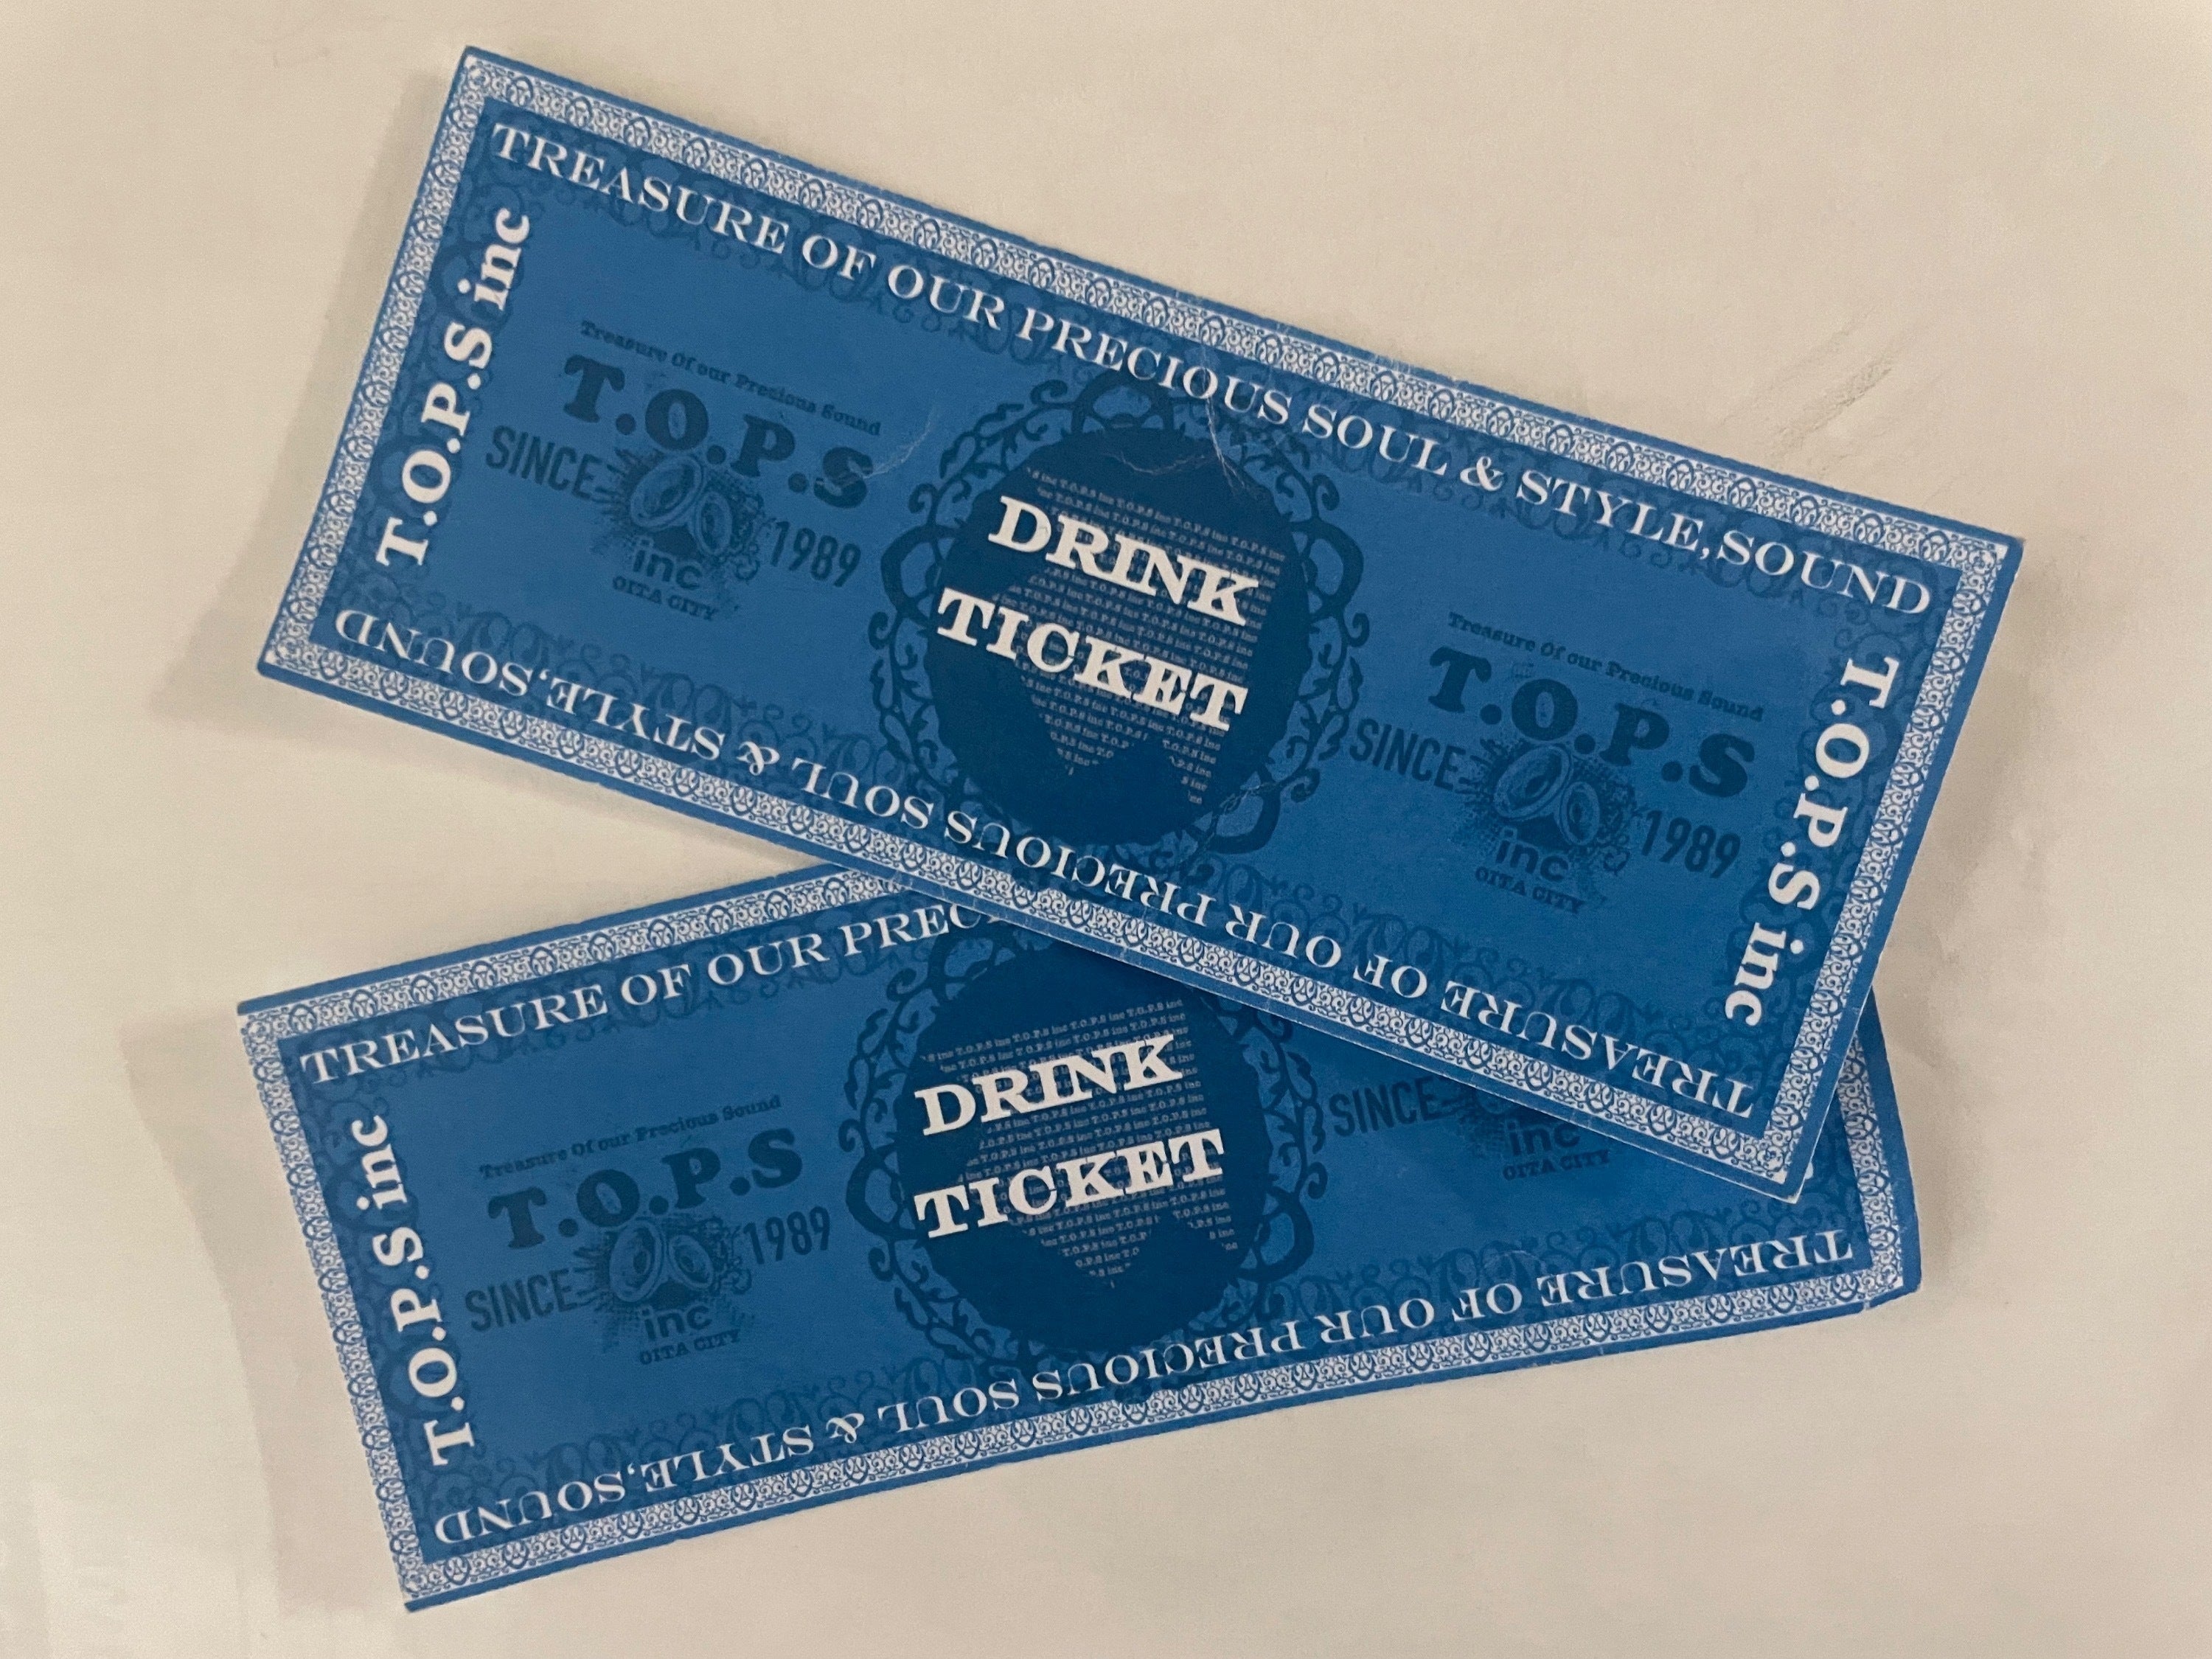 TREASURE OF OUR PRECIOUS SOUL & STYLE, SOUND
T.O.P.S inc
Treasure Of our Precious Sound
T.O.P.S
SINCE 1989
inc
OITA CITY
DRINK
TICKET
Treasure Of our Precious Sound
T.O.P.S
SINCE 1989
inc
OITA CITY
T.O.P.S inc
TREASURE OF OUR PRECIOUS SOUL & STYLE, SOUND
TREASURE OF OUR PREC
T.O.P.S inc
Treasure Of our Precious Sound
T.O.P.S
SINCE 1989
inc
OITA CITY
DRINK
TICKET
SINCE
inc
OITA CITY
TREASURE OF OUR PRECIOUS SOUL & STYLE, SOUND